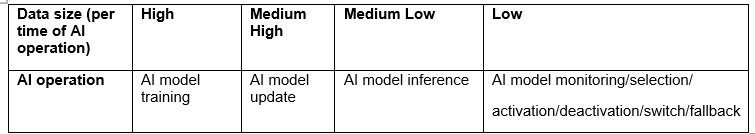 Data size (per time of AI operation) High Medium High Medium Low Low
AI operation AI model training AI model update AI model inference AI model monitoring/selection/
activation/deactivation/switch/fallback